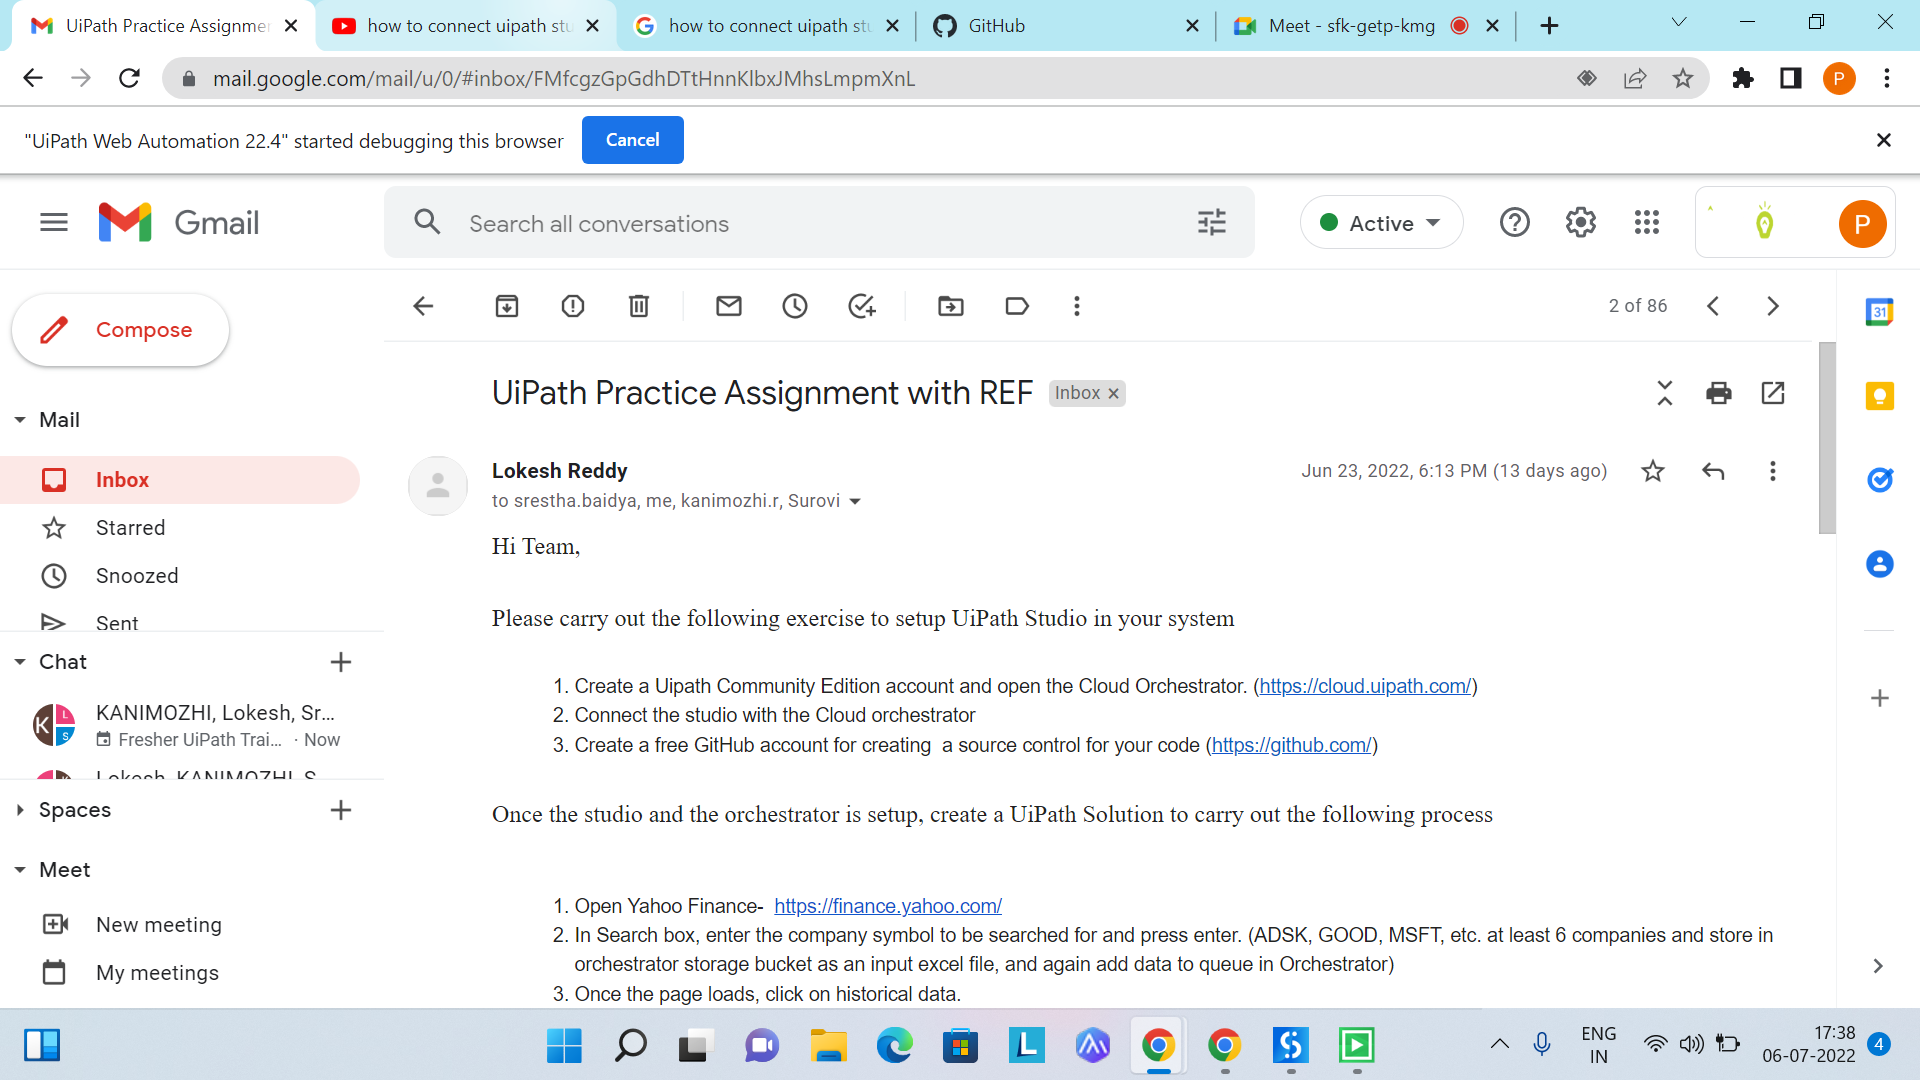 UiPath Practice Assignmer
how to connect uipath stu
how to connect uipath stu
GitHub
Meet - sfk-getp-kmg
mail.google.com/mail/u/0/#inbox/FMfcgzGpGdhDTtHnnKlbxJMhsLmpmXnL
P
"UiPath Web Automation 22.4" started debugging this browser
Cancel
Gmail
Search all conversations
Active
P
Compose
2 of 86
31
UiPath Practice Assignment with REF
Inbox
Mail
Inbox
Starred
Snoozed
Sent
Lokesh Reddy
Jun 23, 2022, 6:13 PM (13 days ago)
to srestha.baidya, me, kanimozhi.r, Surovi
Hi Team,
Please carry out the following exercise to setup UiPath Studio in your system
1. Create a Uipath Community Edition account and open the Cloud Orchestrator. (https://cloud.uipath.com/)
2. Connect the studio with the Cloud orchestrator
3. Create a free GitHub account for creating  a source control for your code (https://github.com/)
Once the studio and the orchestrator is setup, create a UiPath Solution to carry out the following process
1. Open Yahoo Finance-  https://finance.yahoo.com/
2. In Search box, enter the company symbol to be searched for and press enter. (ADSK, GOOD, MSFT, etc. at least 6 companies and store in
orchestrator storage bucket as an input excel file, and again add data to queue in Orchestrator)
3. Once the page loads, click on historical data.
Chat
K
L
S
KANIMOZHI, Lokesh, Sr...
Fresher UiPath Trai... · Now
Lokesh, KANIMOZHI, S
Spaces
Meet
New meeting
My meetings
L
ENG
IN
17:38
06-07-2022
4